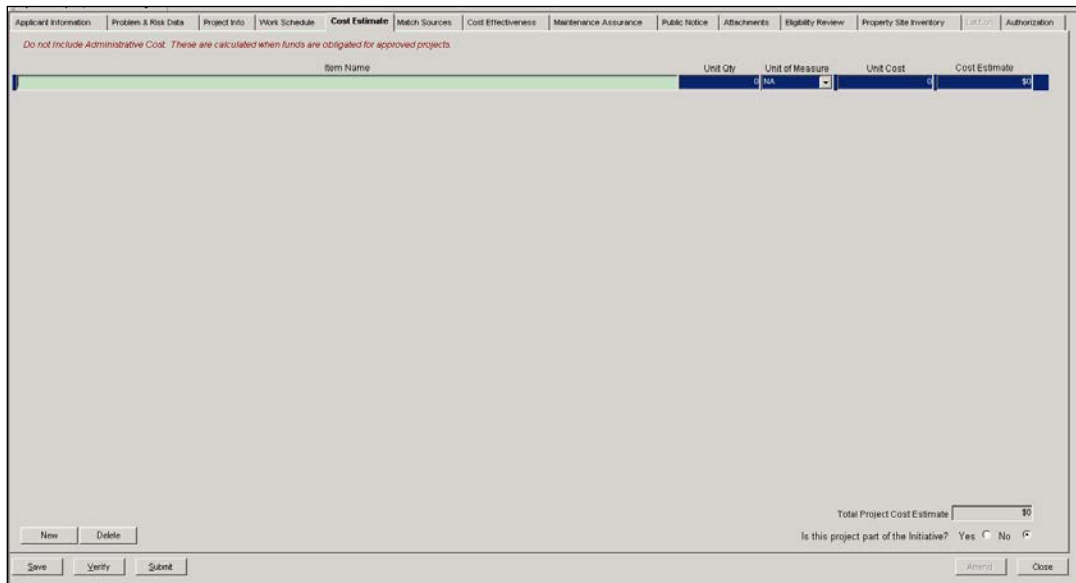 Applicant Information Problem & Risk Data Project Info Work Schedule Cost Estimate Match Sources Cost Effectiveness Maintenance Assurance Public Notice Attachments Eligibility Review Property Site Inventory Authorization
Do not Include Administrative Cost. These are calculated when funds are obligated for approved projects.
Item Name Unit Qty Unit of Measure Unit Cost Cost Estimate
0 NA 0 $0
Total Project Cost Estimate $0
New Delete Is this project part of the Initiative? Yes No
Save Verify Submit Amend Close